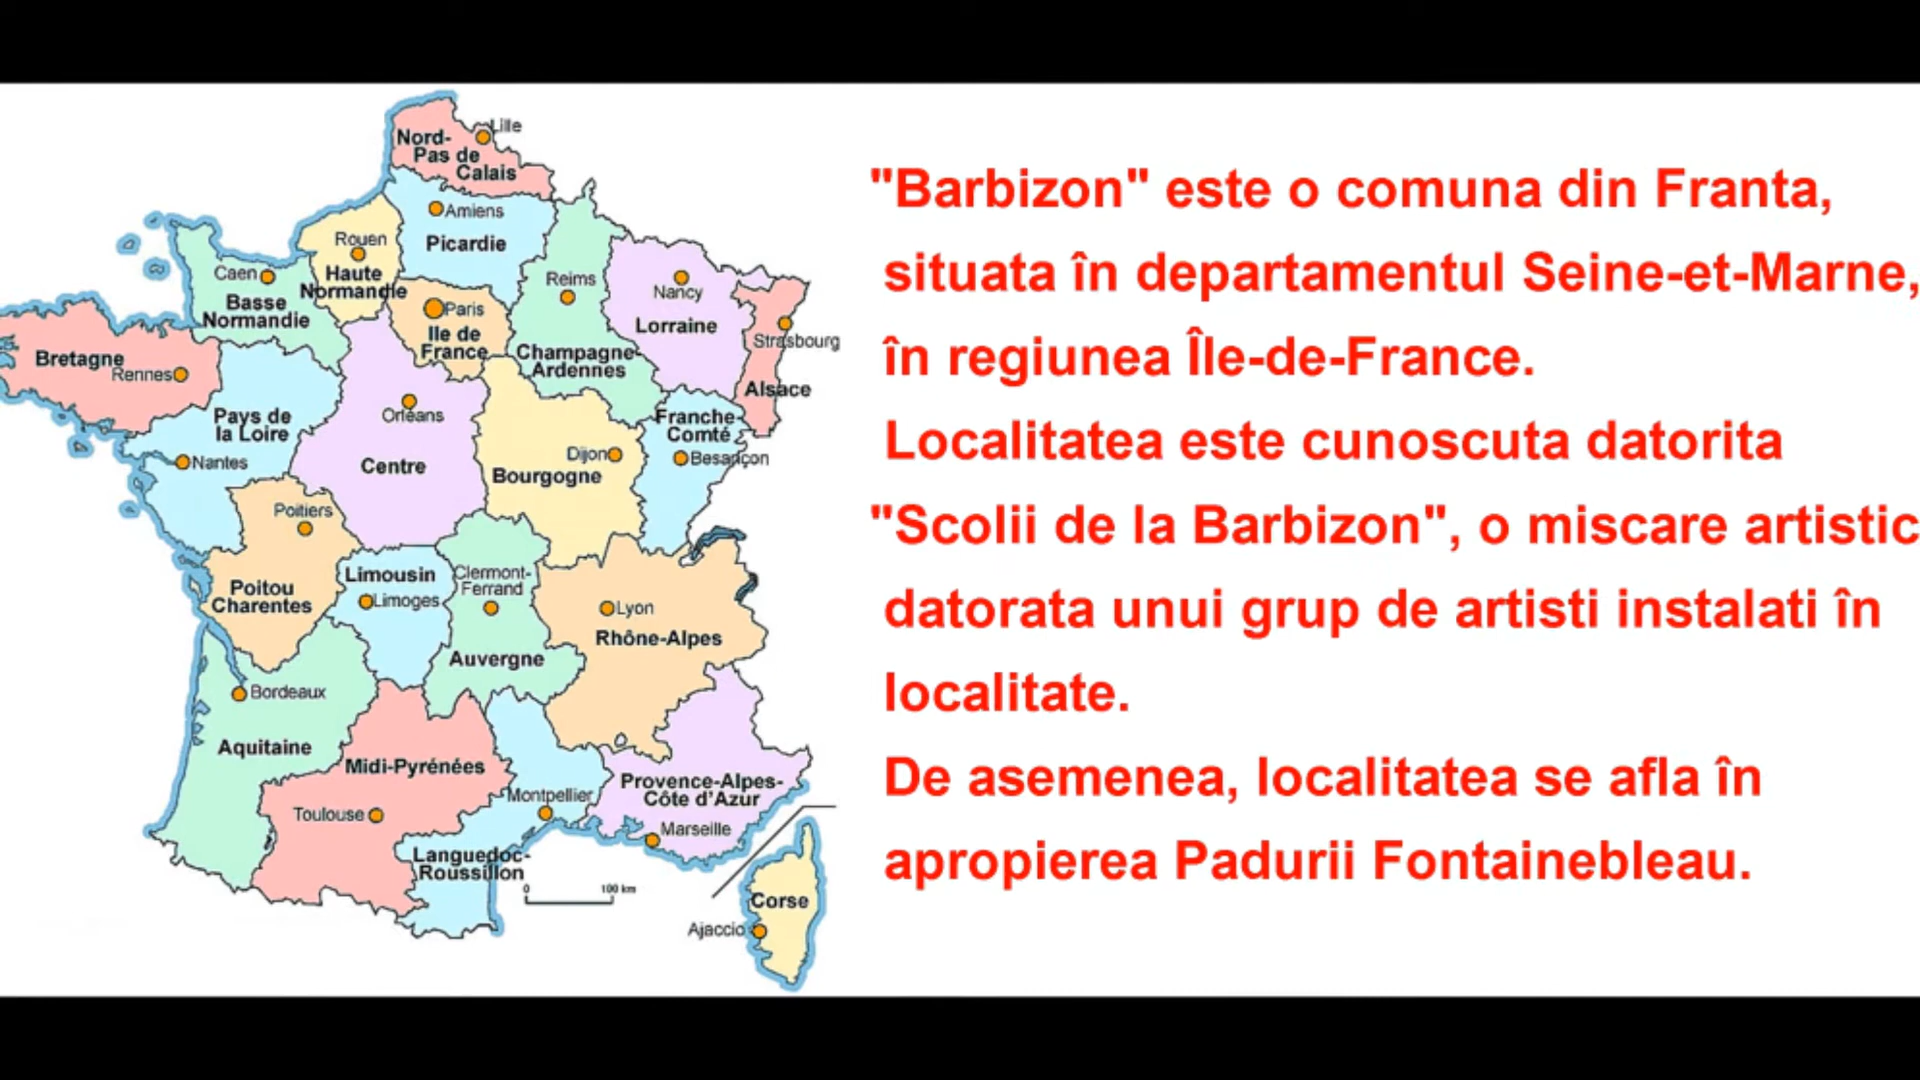 Lille
Nord-
Pas de
Calais
Amiens
Picardie
Rouen
Haute
Normandie
Caen
Basse
Normandie
Paris
Ile de
France
Reims
Champagne-
Ardennes
Nancy
Lorraine
Strasbourg
Alsace
Bretagne
Rennes
Pays de
la Loire
Nantes
Orléans
Centre
Dijon
Bourgogne
Franche-
Comté
Besançon
Poitiers
Poitou
Charentes
Limousin
Limoges
Clermont-
Ferrand
Auvergne
Lyon
Rhône-Alpes
Bordeaux
Aquitaine
Midi-Pyrénées
Toulouse
Montpellier
Languedoc-
Roussillon
Provence-Alpes-
Côte d'Azur
Marseille
0 100 km
Corse
Ajaccio
"Barbizon" este o comuna din Franta,
situata în departamentul Seine-et-Marne,
în regiunea Île-de-France.
Localitatea este cunoscuta datorita
"Scolii de la Barbizon", o miscare artistic
datorata unui grup de artisti instalati în
localitate.
De asemenea, localitatea se afla în
apropierea Padurii Fontainebleau.